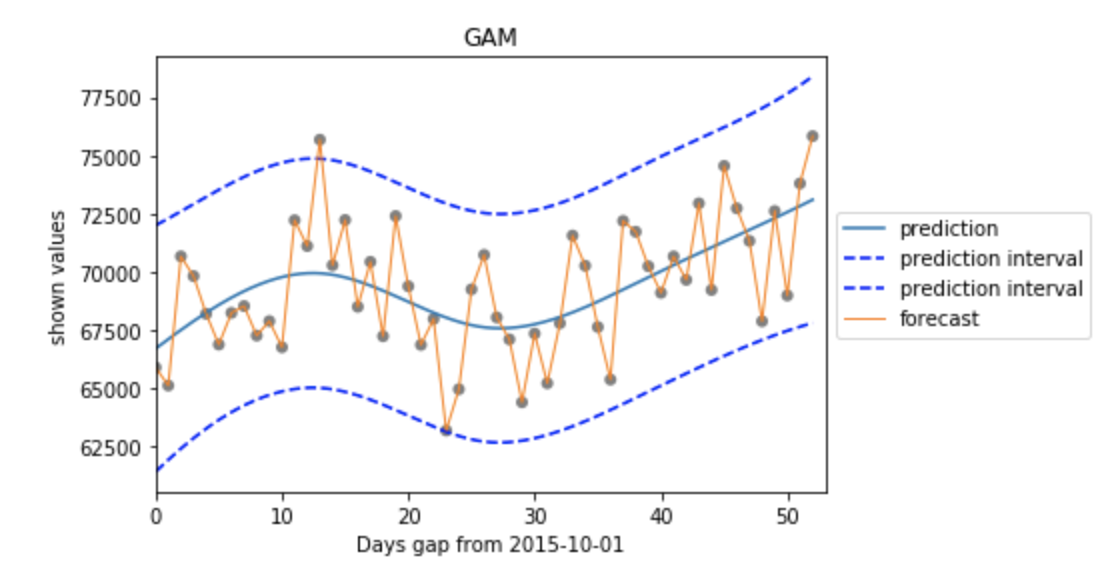 GAM
77500
75000
72500
70000
67500
65000
62500
shown values
0 10 20 30 40 50
Days gap from 2015-10-01
prediction
prediction interval
prediction interval
forecast